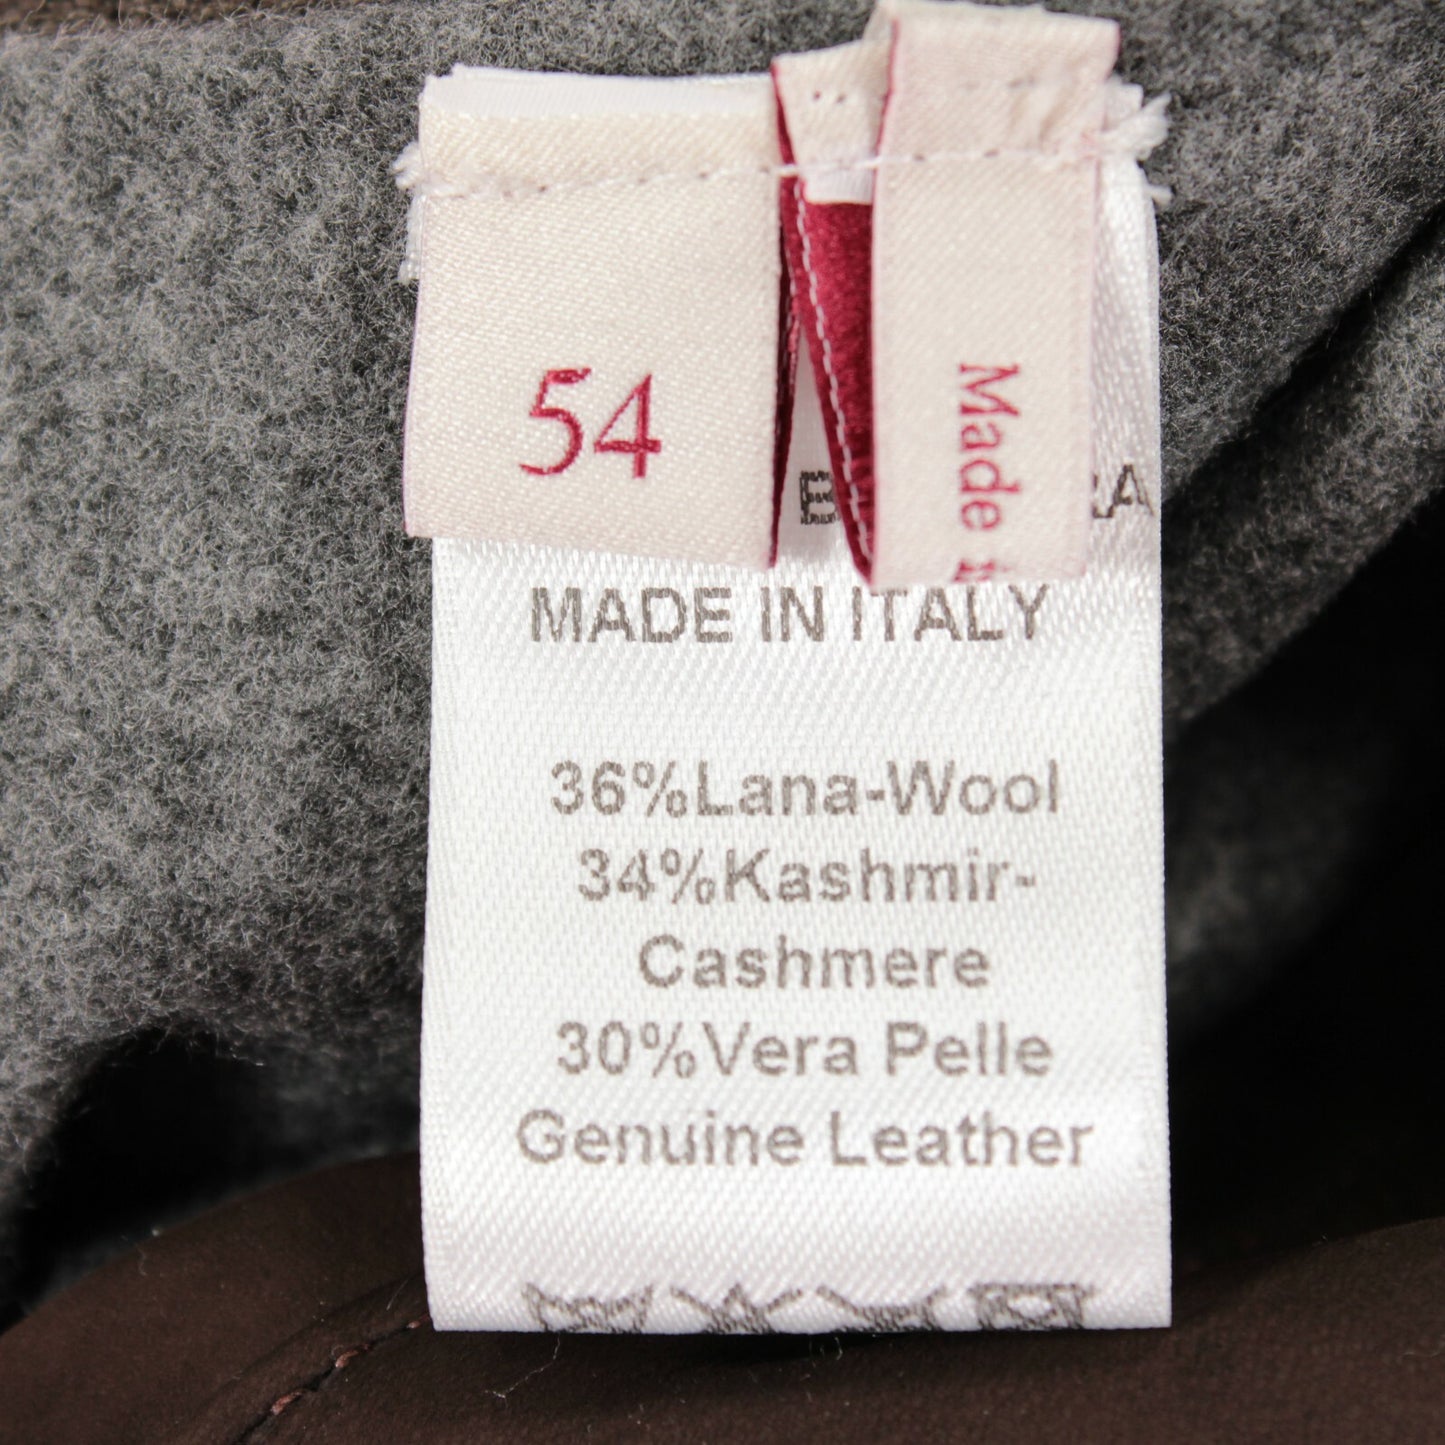 54
Made
MADE IN ITALY
36%Lana-Wool
34%Kashmir-
Cashmere
30%Vera Pelle
Genuine Leather